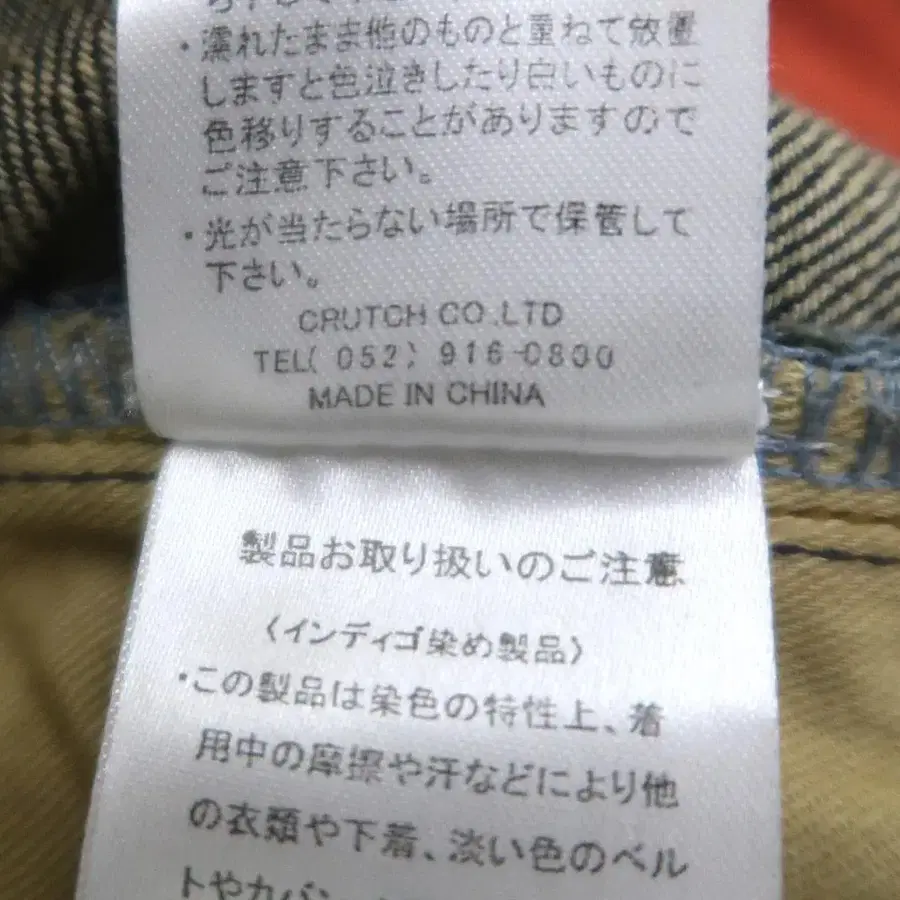 ・濡れたまま他のものと重ねて放置
しますと色泣きしたり白いものに
色移りすることがありますので
ご注意下さい。
・光が当たらない場所で保管して
下さい。
CRUTCH CO.,LTD
TEL(052) 916-0800
MADE IN CHINA
製品お取り扱いのご注意
〈インディゴ染め製品〉
・この製品は染色の特性上、着
用中の摩擦や汗などにより他
の衣類や下着、淡い色のベル
トやカバン